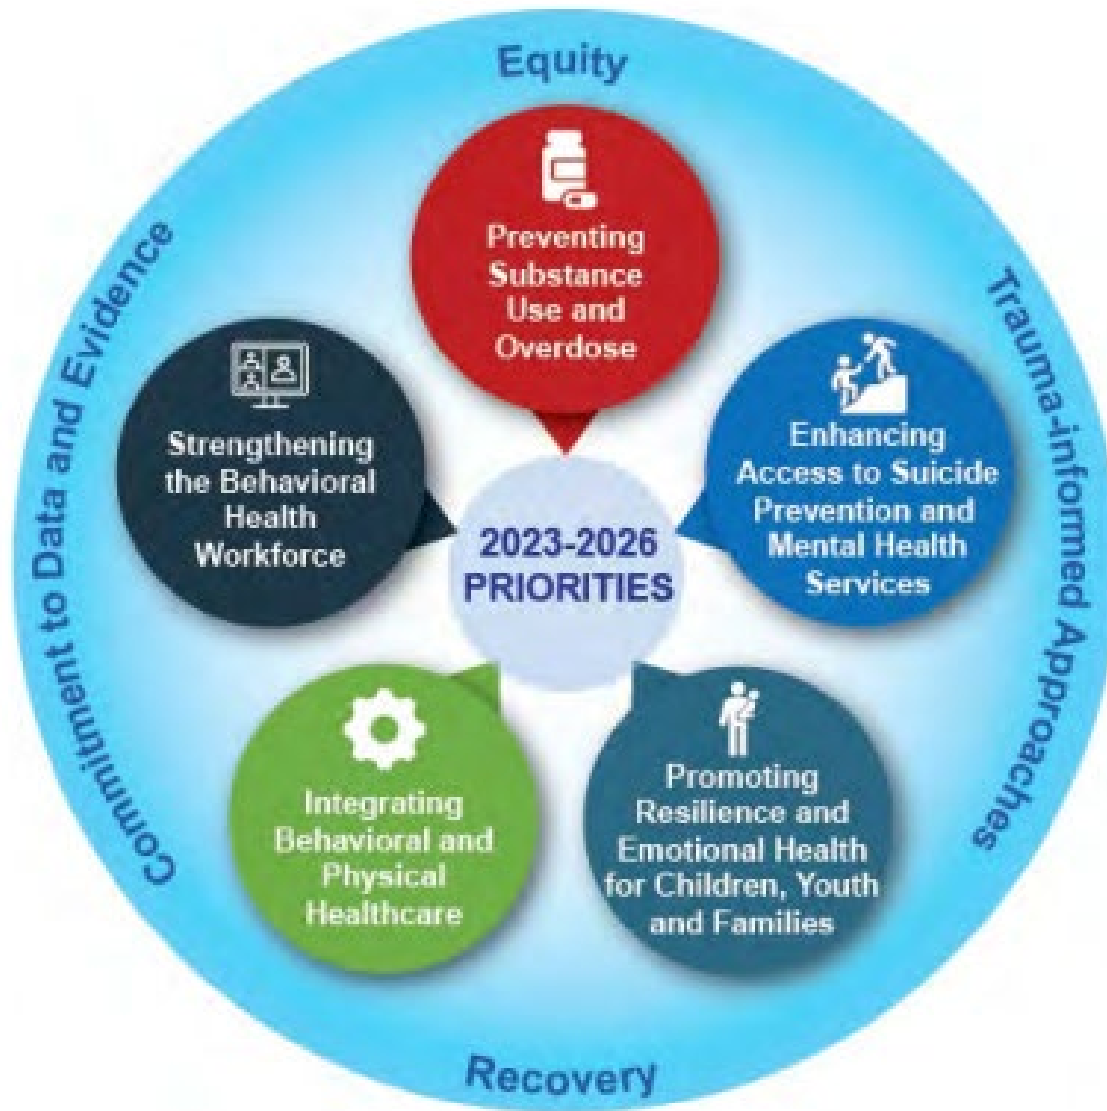 Equity
Preventing
Substance
Use and
Overdose
Trauma-informed Approaches
Enhancing
Access to Suicide
Prevention and
Mental Health
Services
Commitment to Data and Evidence
Strengthening
the Behavioral
Health
Workforce
2023-2026
PRIORITIES
Integrating
Behavioral and
Physical
Healthcare
Promoting
Resilience and
Emotional Health
for Children, Youth
and Families
Recovery